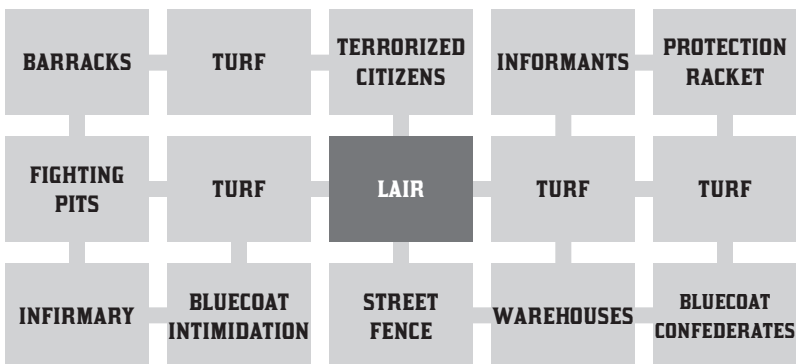 BARRACKS
TURF
TERRORIZED
CITIZENS
INFORMANTS
PROTECTION
RACKET
FIGHTING
PITS
TURF
LAIR
TURF
TURF
INFIRMARY
BLUECOAT
INTIMIDATION
STREET
FENCE
WAREHOUSES
BLUECOAT
CONFEDERATES